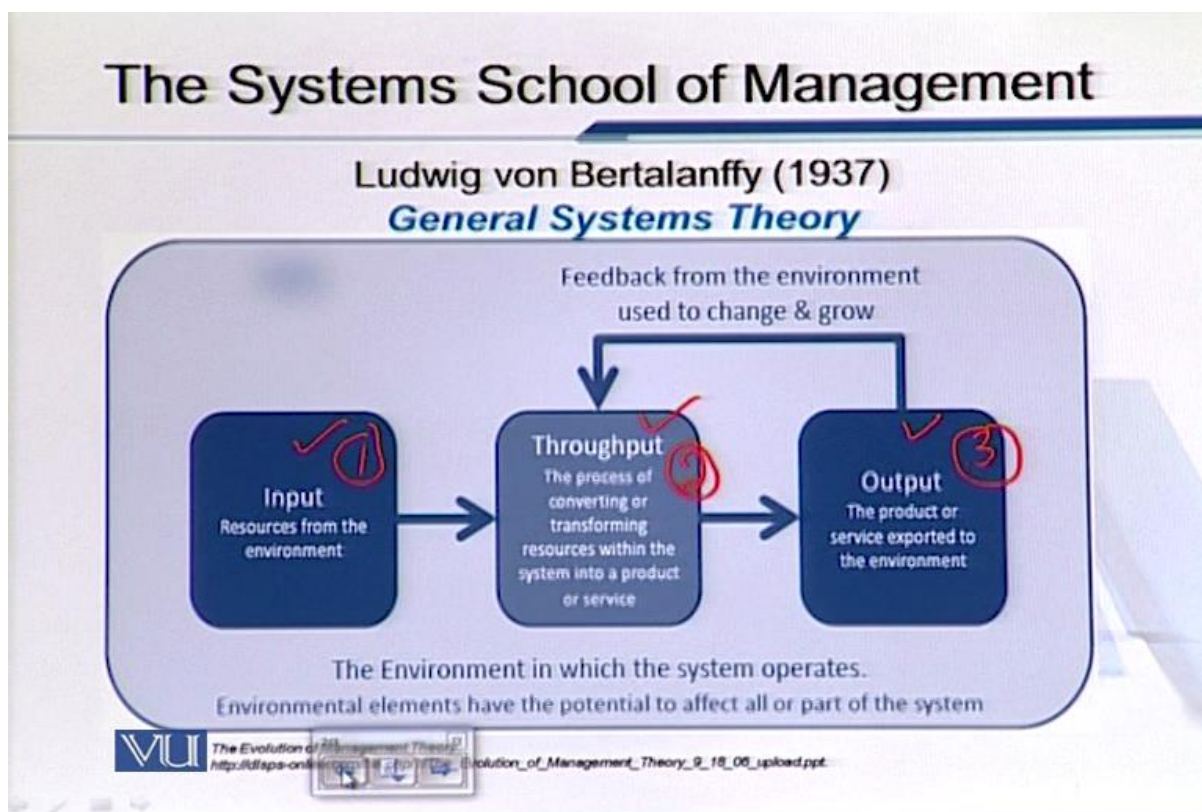 The Systems School of Management
Ludwig von Bertalanffy (1937)
General Systems Theory
Feedback from the environment
used to change & grow
1
Input
Resources from the
environment
2
Throughput
The process of
converting or
transforming
resources within the
system into a product
or service
3
Output
The product or
service exported to
the environment
The Environment in which the system operates.
Environmental elements have the potential to affect all or part of the system
VU
The Evolution of Management Theory
olution_of_Management_Theory_9_18_06_upload.ppt